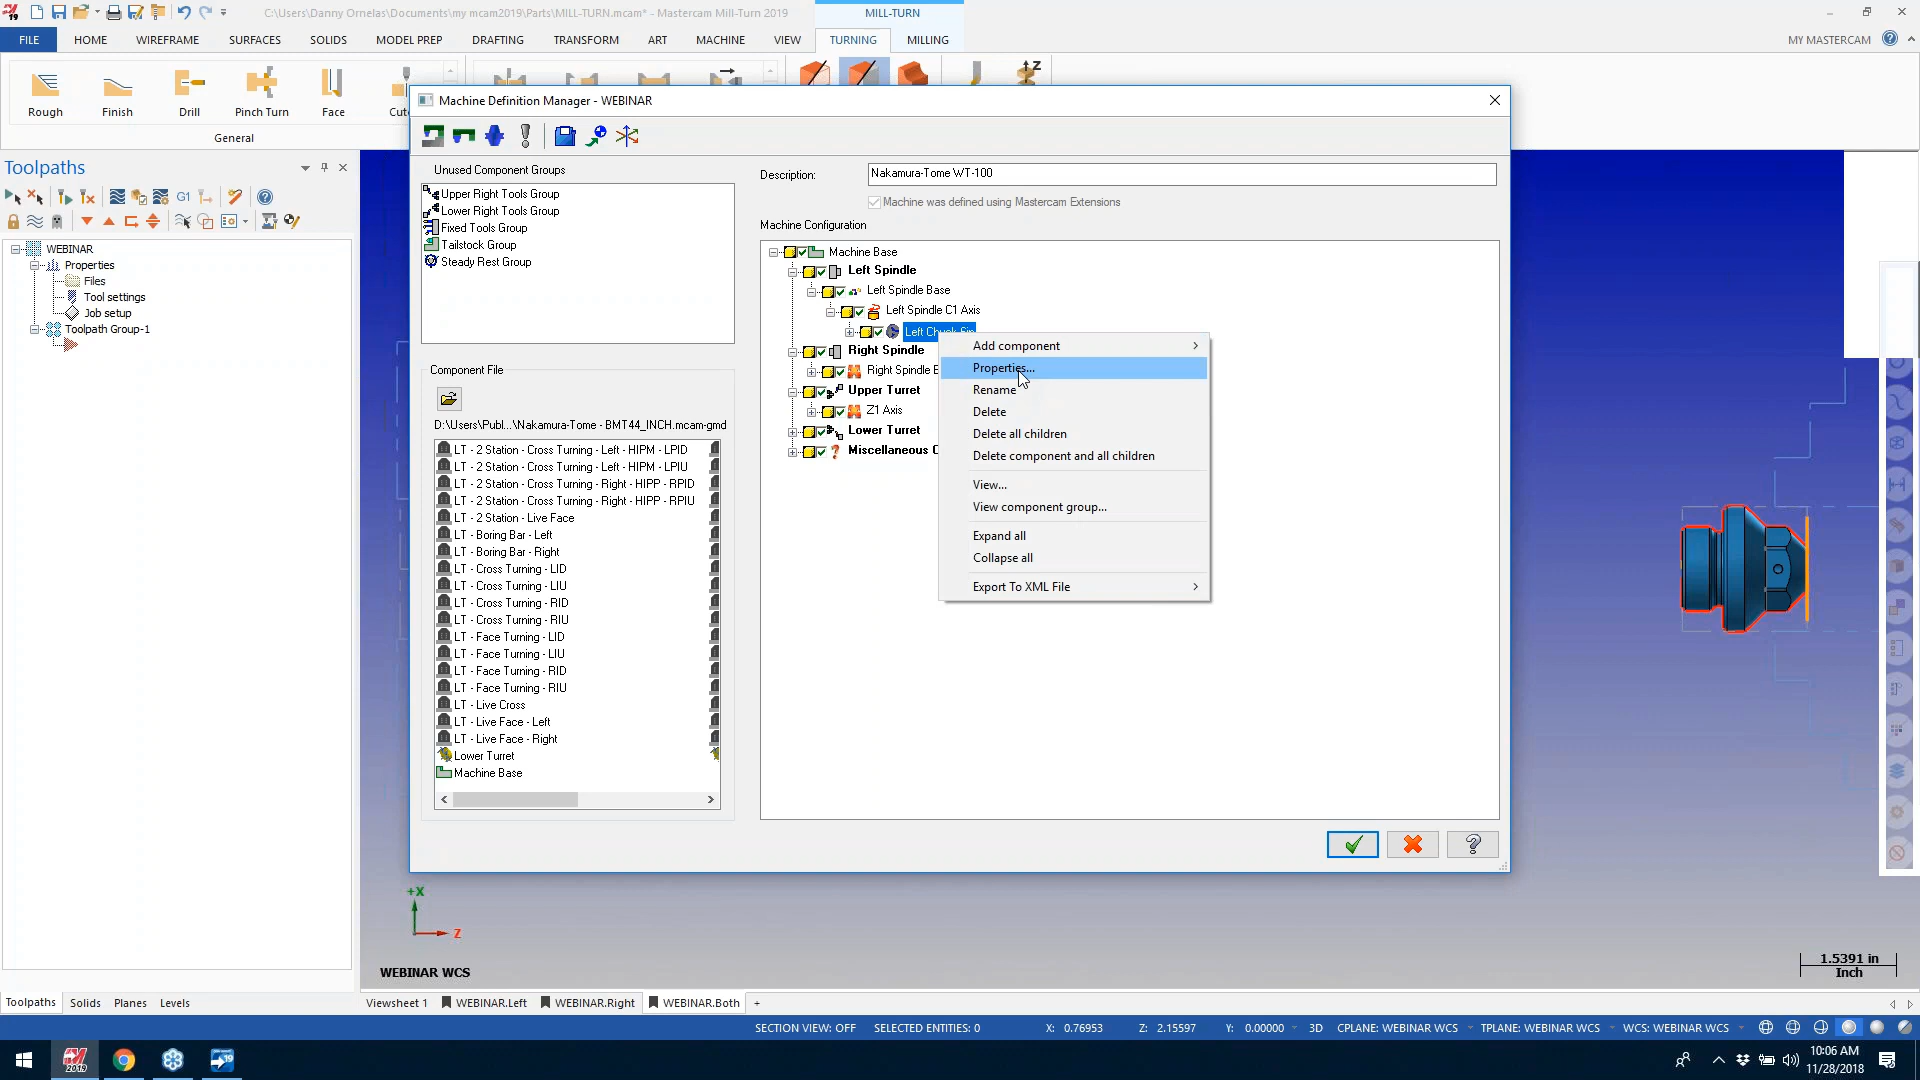 C:\Users\Danny Ornelas\Documents\my mcam2019\Parts\MILL-TURN.mcam* - Mastercam Mill-Turn 2019
MILL-TURN
FILE HOME WIREFRAME SURFACES SOLIDS MODEL PREP DRAFTING TRANSFORM ART MACHINE VIEW TURNING MILLING MY MASTERCAM
Rough Finish Drill Pinch Turn Face
General
Machine Definition Manager - WEBINAR
Toolpaths
G1
WEBINAR
Properties
Files
Tool settings
Job setup
Toolpath Group-1
Unused Component Groups
Upper Right Tools Group
Lower Right Tools Group
Fixed Tools Group
Tailstock Group
Steady Rest Group
Component File
D:\Users\Publ...\Nakamura-Tome - BMT44_INCH.mcam-gmd
LT - 2 Station - Cross Turning - Left - HIPM - LPID
LT - 2 Station - Cross Turning - Left - HIPM - LPIU
LT - 2 Station - Cross Turning - Right - HIPP - RPID
LT - 2 Station - Cross Turning - Right - HIPP - RPIU
LT - 2 Station - Live Face
LT - Boring Bar - Left
LT - Boring Bar - Right
LT - Cross Turning - LID
LT - Cross Turning - LIU
LT - Cross Turning - RID
LT - Cross Turning - RIU
LT - Face Turning - LID
LT - Face Turning - LIU
LT - Face Turning - RID
LT - Face Turning - RIU
LT - Live Cross
LT - Live Face - Left
LT - Live Face - Right
Lower Turret
Machine Base
Description: Nakamura-Tome WT-100
Machine was defined using Mastercam Extensions
Machine Configuration
Machine Base
Left Spindle
Left Spindle Base
Left Spindle C1 Axis
Left Chuck
Right Spindle
Right Spindle
Upper Turret
Z1 Axis
Lower Turret
Miscellaneous
Add component
Properties...
Rename
Delete
Delete all children
Delete component and all children
View...
View component group...
Expand all
Collapse all
Export To XML File
Z
+X
Z
WEBINAR WCS
1.5391 in
Inch
Toolpaths Solids Planes Levels
Viewsheet 1 WEBINAR.Left WEBINAR.Right WEBINAR.Both +
SECTION VIEW: OFF SELECTED ENTITIES: 0 X: 0.76953 Z: 2.15597 Y: 0.00000 3D CPLANE: WEBINAR WCS TPLANE: WEBINAR WCS WCS: WEBINAR WCS
2019
19
10:06 AM
11/28/2018